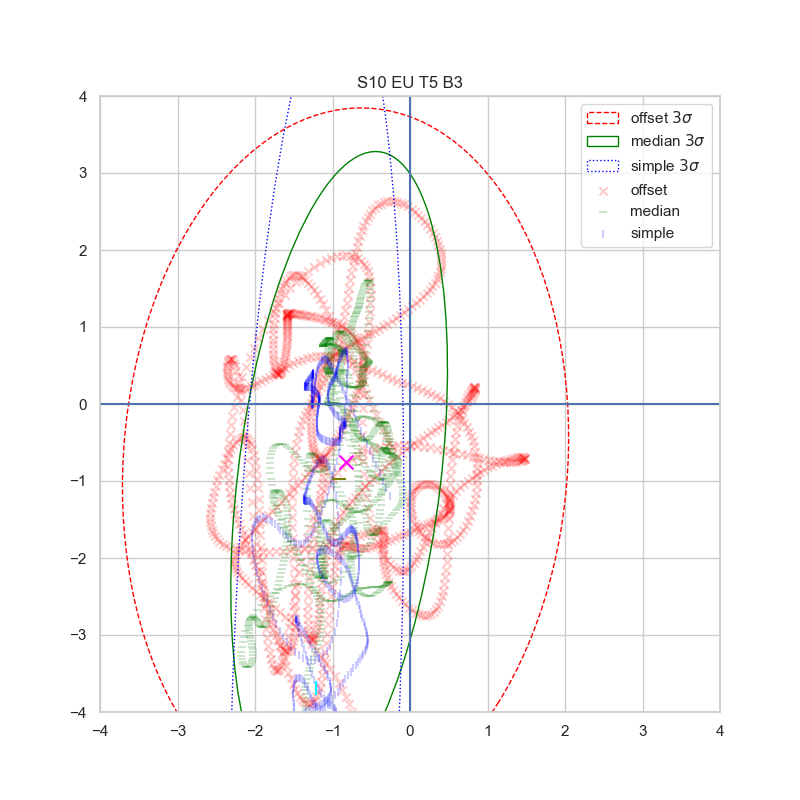 S10 EU T5 B3
offset 3σ
median 3σ
simple 3σ
offset
median
simple
4
3
2
1
0
−1
−2
−3
−4
−4 −3 −2 −1 0 1 2 3 4